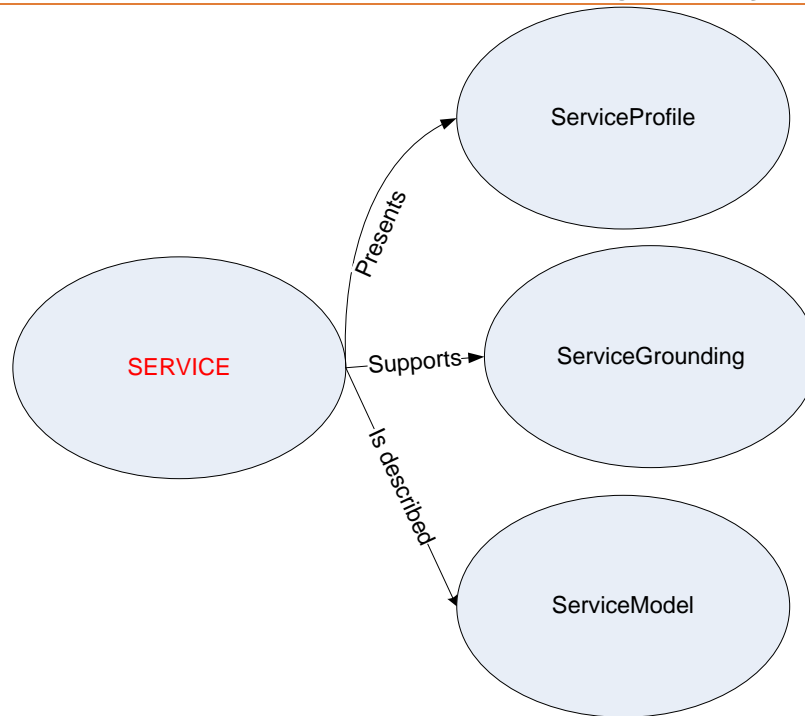 ServiceProfile
Presents
SERVICE
Supports
ServiceGrounding
Is described
ServiceModel